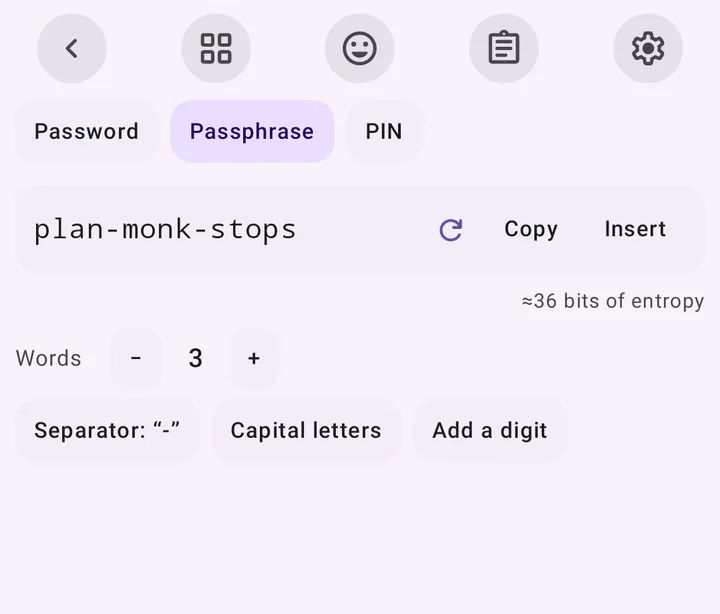 Password Passphrase PIN
plan-monk-stops Copy Insert
≈36 bits of entropy
Words - 3 +
Separator: “-” Capital letters Add a digit